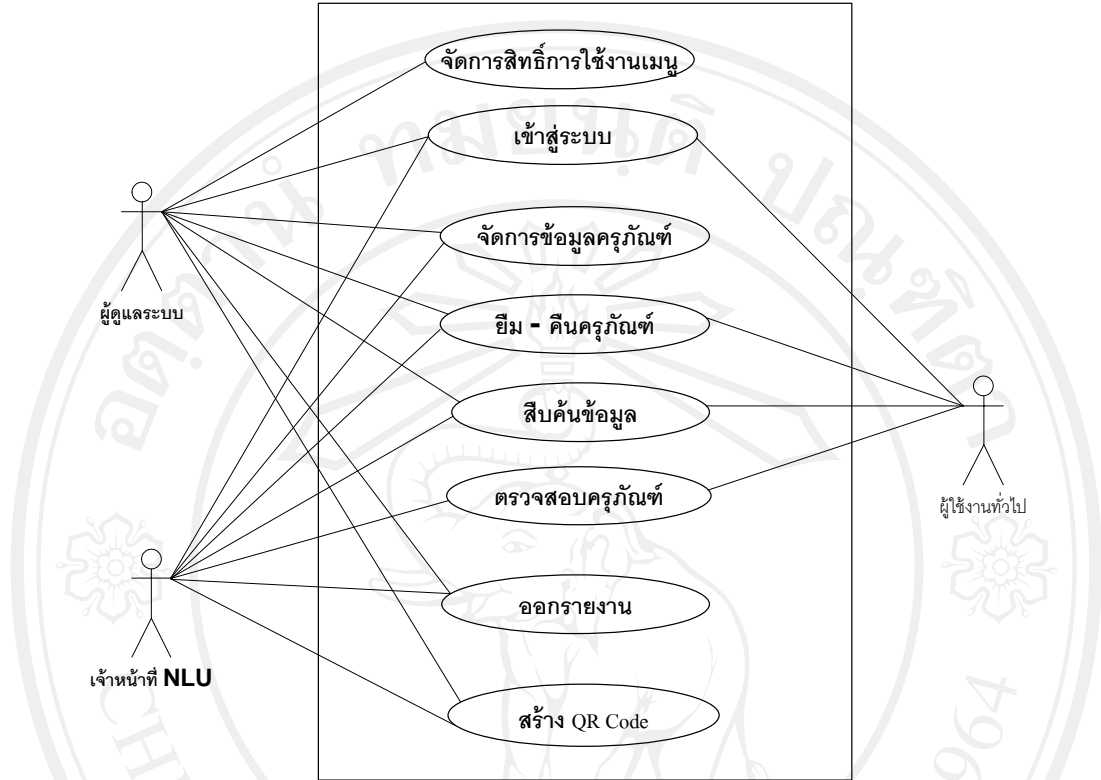 จัดการสิทธิ์การใช้งานเมนู
เข้าสู่ระบบ
จัดการข้อมูลครุภัณฑ์
ผู้ดูแลระบบ
ยืม - คืนครุภัณฑ์
สืบค้นข้อมูล
ตรวจสอบครุภัณฑ์
ผู้ใช้งานทั่วไป
ออกรายงาน
เจ้าหน้าที่ NLU
สร้าง QR Code